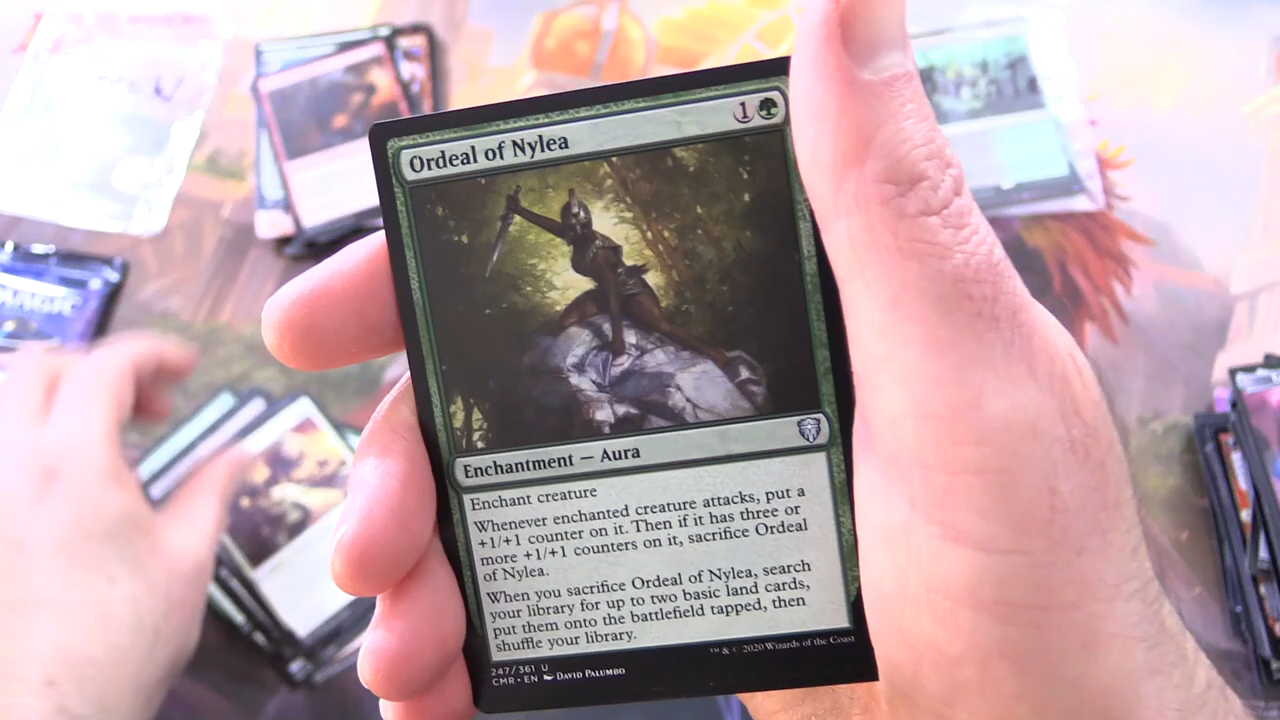 Ordeal of Nylea
1
Enchantment — Aura
Enchant creature
Whenever enchanted creature attacks, put a
+1/+1 counter on it. Then if it has three or
more +1/+1 counters on it, sacrifice Ordeal
of Nylea.
When you sacrifice Ordeal of Nylea, search
your library for up to two basic land cards,
put them onto the battlefield tapped, then
shuffle your library.
247/361 U
™ & © 2020 Wizards of the Coast
CMR • EN David Palumbo